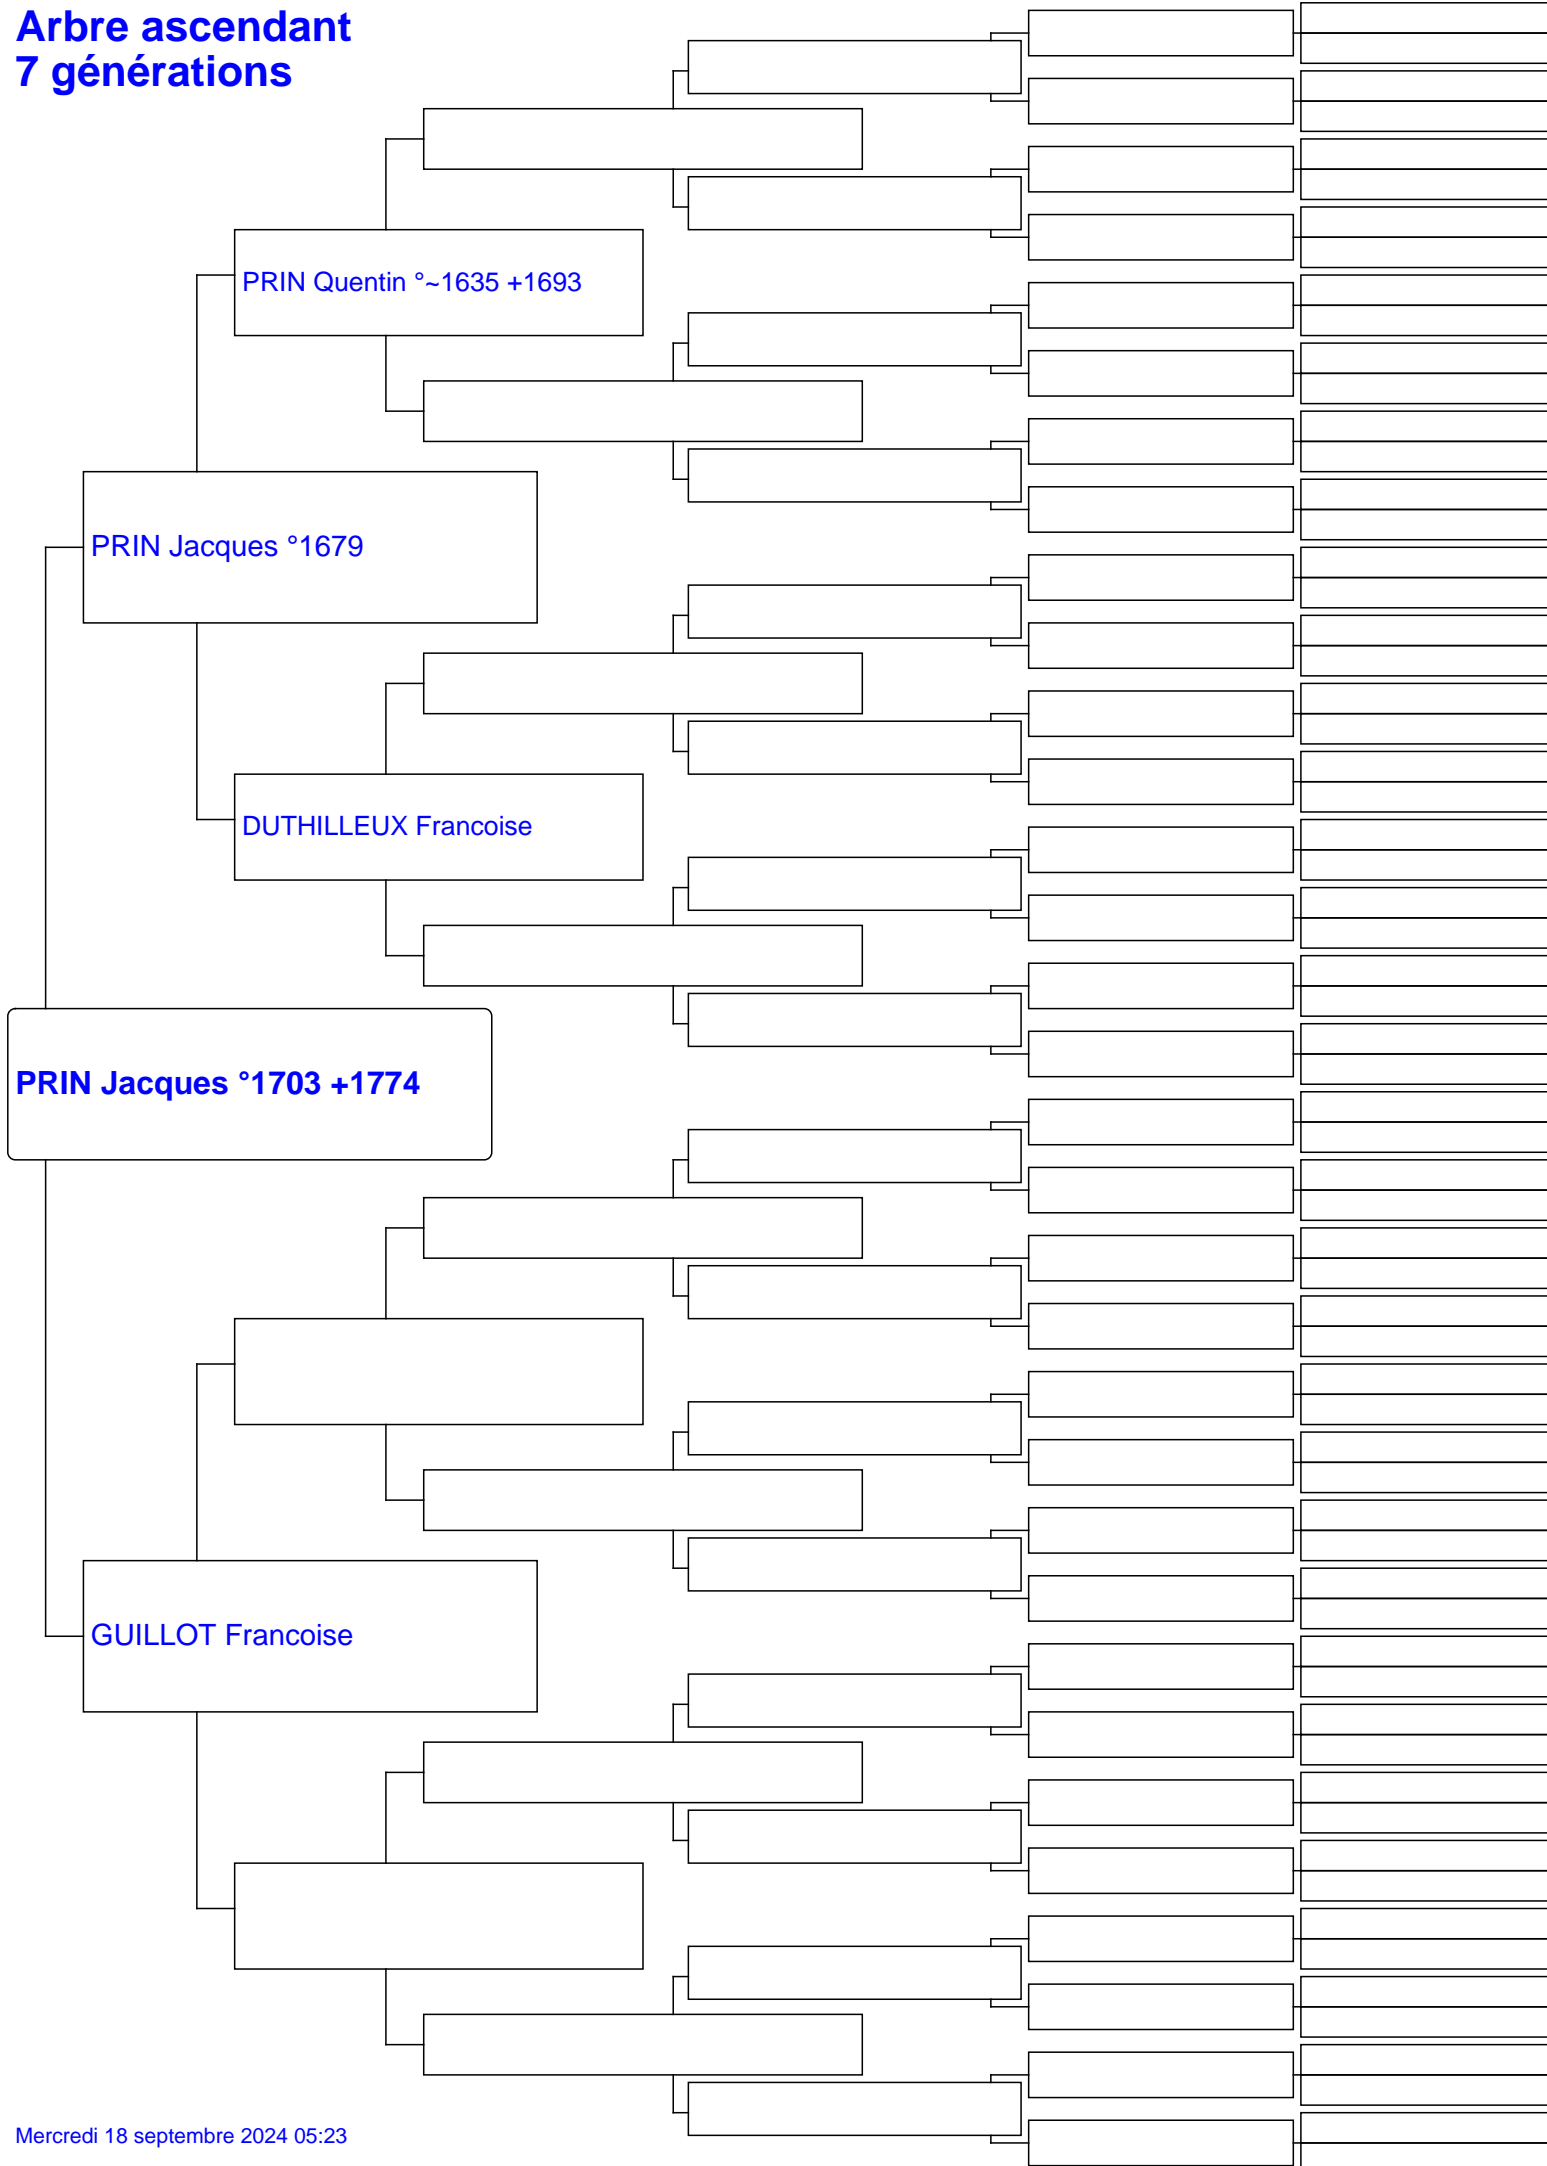 Arbre ascendant
7 générations
PRIN Quentin °~1635 +1693
PRIN Jacques °1679
DUTHILLEUX Francoise
PRIN Jacques °1703 +1774
GUILLOT Francoise
Mercredi 18 septembre 2024 05:23